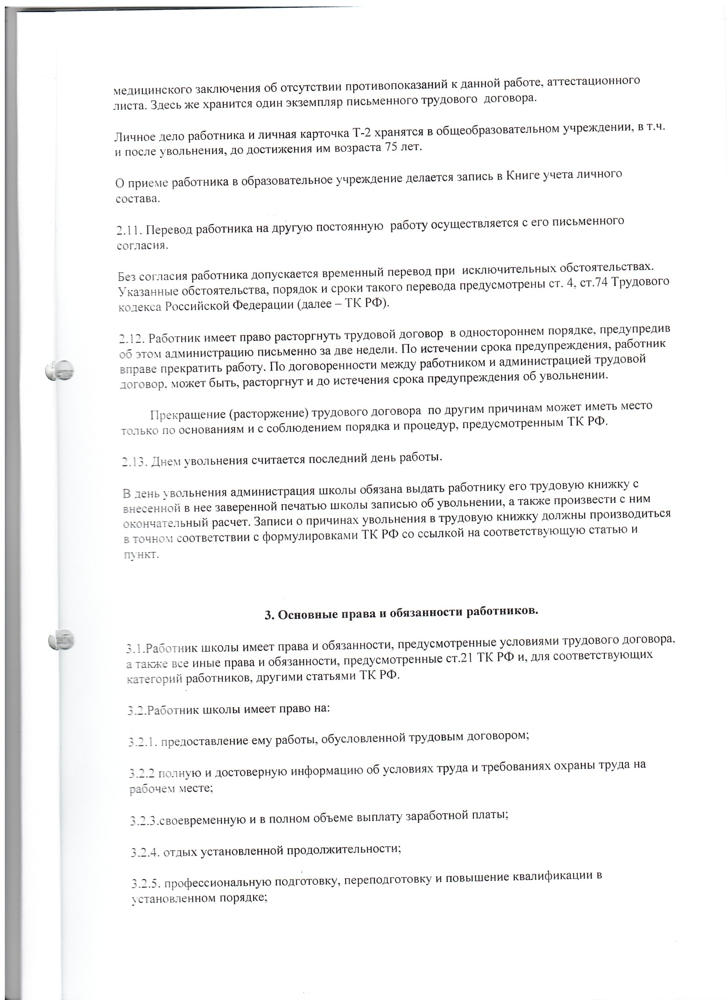 медицинского заключения об отсутствии противопоказаний к данной работе, аттестационного
листа. Здесь же хранится один экземпляр письменного трудового договора.
Личное дело работника и личная карточка Т-2 хранятся в общеобразовательном учреждении, в т.ч.
и после увольнения, до достижения им возраста 75 лет.
О приеме работника в образовательное учреждение делается запись в Книге учета личного
состава.
2.11. Перевод работника на другую постоянную работу осуществляется с его письменного
согласия.
Без согласия работника допускается временный перевод при исключительных обстоятельствах.
Указанные обстоятельства, порядок и сроки такого перевода предусмотрены ст. 4, ст.74 Трудового
кодекса Российской Федерации (далее – ТК РФ).
2.12. Работник имеет право расторгнуть трудовой договор в одностороннем порядке, предупредив
об этом администрацию письменно за две недели. По истечении срока предупреждения, работник
вправе прекратить работу. По договоренности между работником и администрацией трудовой
договор, может быть, расторгнут и до истечения срока предупреждения об увольнении.
Прекращение (расторжение) трудового договора по другим причинам может иметь место
только по основаниям и с соблюдением порядка и процедур, предусмотренным ТК РФ.
2.13. Днем увольнения считается последний день работы.
В день увольнения администрация школы обязана выдать работнику его трудовую книжку с
внесенной в нее заверенной печатью школы записью об увольнении, а также произвести с ним
окончательный расчет. Записи о причинах увольнения в трудовую книжку должны производиться
в точном соответствии с формулировками ТК РФ со ссылкой на соответствующую статью и
пункт.
3. Основные права и обязанности работников.
3.1.Работник школы имеет права и обязанности, предусмотренные условиями трудового договора,
а также все иные права и обязанности, предусмотренные ст.21 ТК РФ и, для соответствующих
категорий работников, другими статьями ТК РФ.
3.2.Работник школы имеет право на:
3.2.1. предоставление ему работы, обусловленной трудовым договором;
3.2.2 полную и достоверную информацию об условиях труда и требованиях охраны труда на
рабочем месте;
3.2.3.своевременную и в полном объеме выплату заработной платы;
3.2.4. отдых установленной продолжительности;
3.2.5. профессиональную подготовку, переподготовку и повышение квалификации в
установленном порядке;